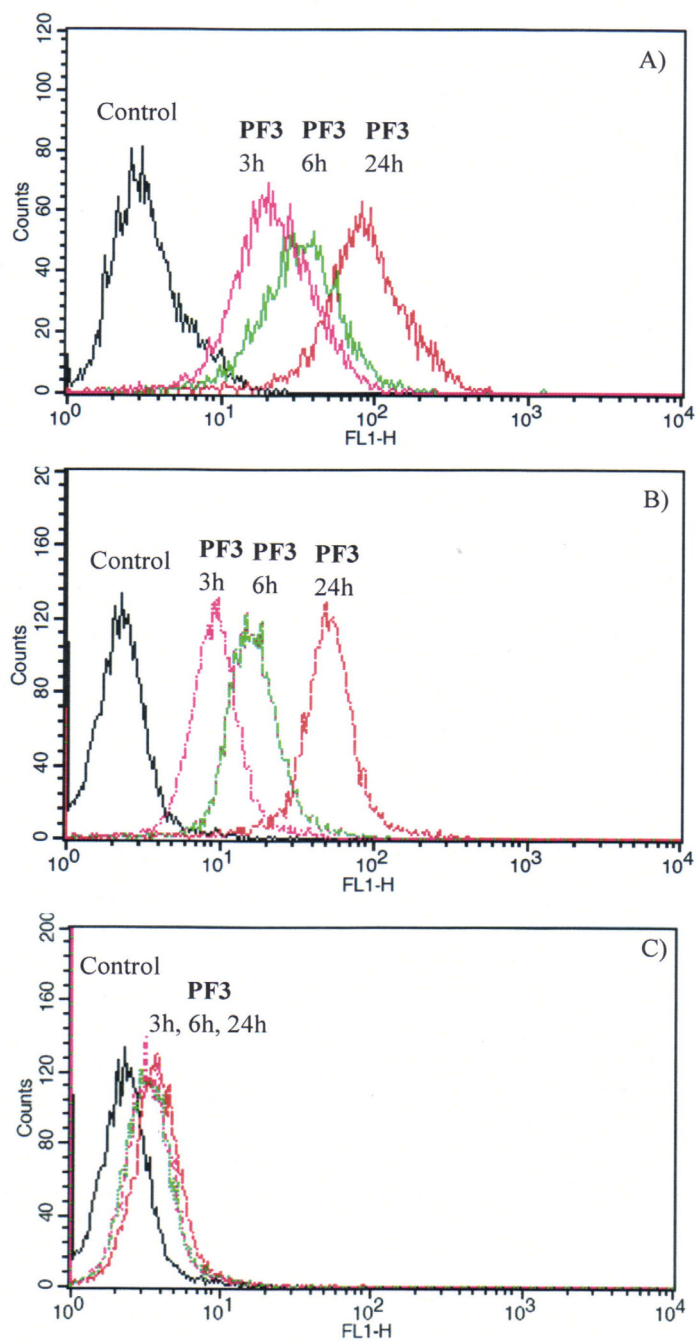 A)
120
100
80
60
40
20
0
Counts
Control
PF3 PF3 PF3
3h 6h 24h
10^0 10^1 10^2 10^3 10^4
FL1-H
B)
20
160
120
80
40
0
Counts
Control
PF3 PF3 PF3
3h 6h 24h
10^0 10^1 10^2 10^3 10^4
FL1-H
C)
200
160
120
80
40
0
Counts
Control
PF3
3h, 6h, 24h
10^0 10^1 10^2 10^3 10^4
FL1-H